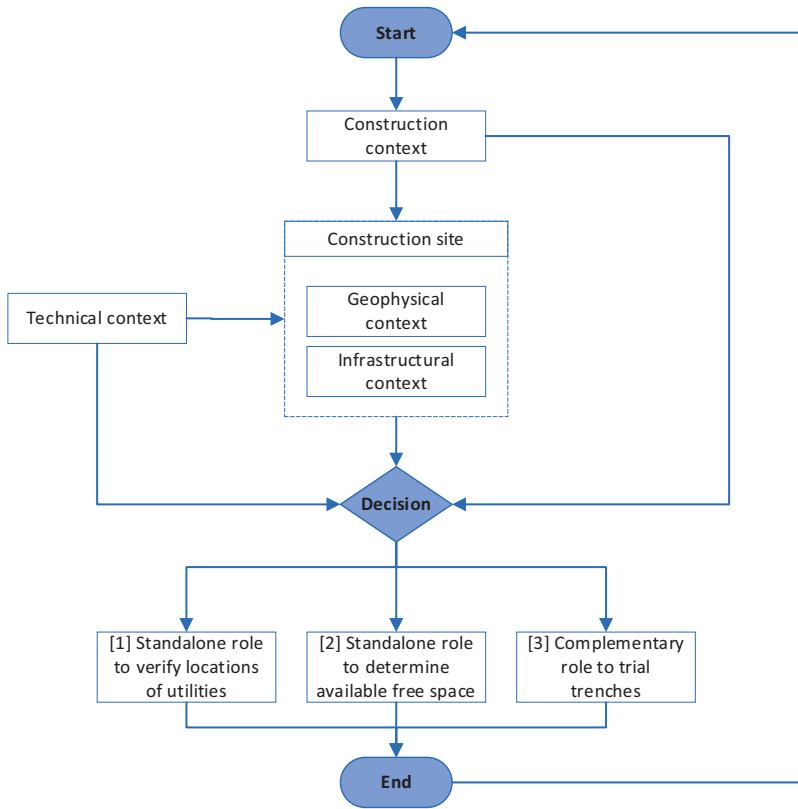 Start
Construction
context
Construction site
Geophysical
context
Technical context
Infrastructural
context
Decision
[1] Standalone role
to verify locations
of utilities
[2] Standalone role
to determine
available free space
[3] Complementary
role to trial
trenches
End